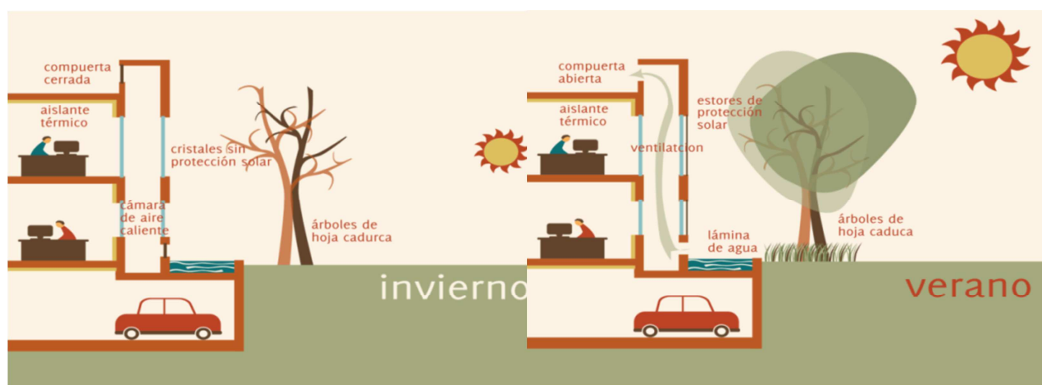 compuerta
cerrada
aislante
térmico
cristales sin
protección solar
cámara
de aire
caliente
árboles de
hoja cadurca
invierno
compuerta
abierta
aislante
térmico
estores de
protección
solar
ventilatcion
árboles de
hoja caduca
lámina
de agua
verano